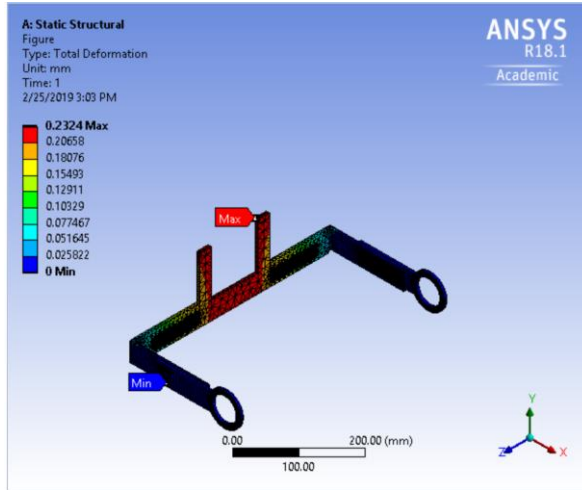 A: Static Structural
Figure
Type: Total Deformation
Unit: mm
Time: 1
2/25/2019 3:03 PM
ANSYS
R18.1
Academic
0.2324 Max
0.20658
0.18076
0.15493
0.12911
0.10329
0.077467
0.051645
0.025822
0 Min
Max
Min
0.00
200.00 (mm)
100.00
Y
Z
X